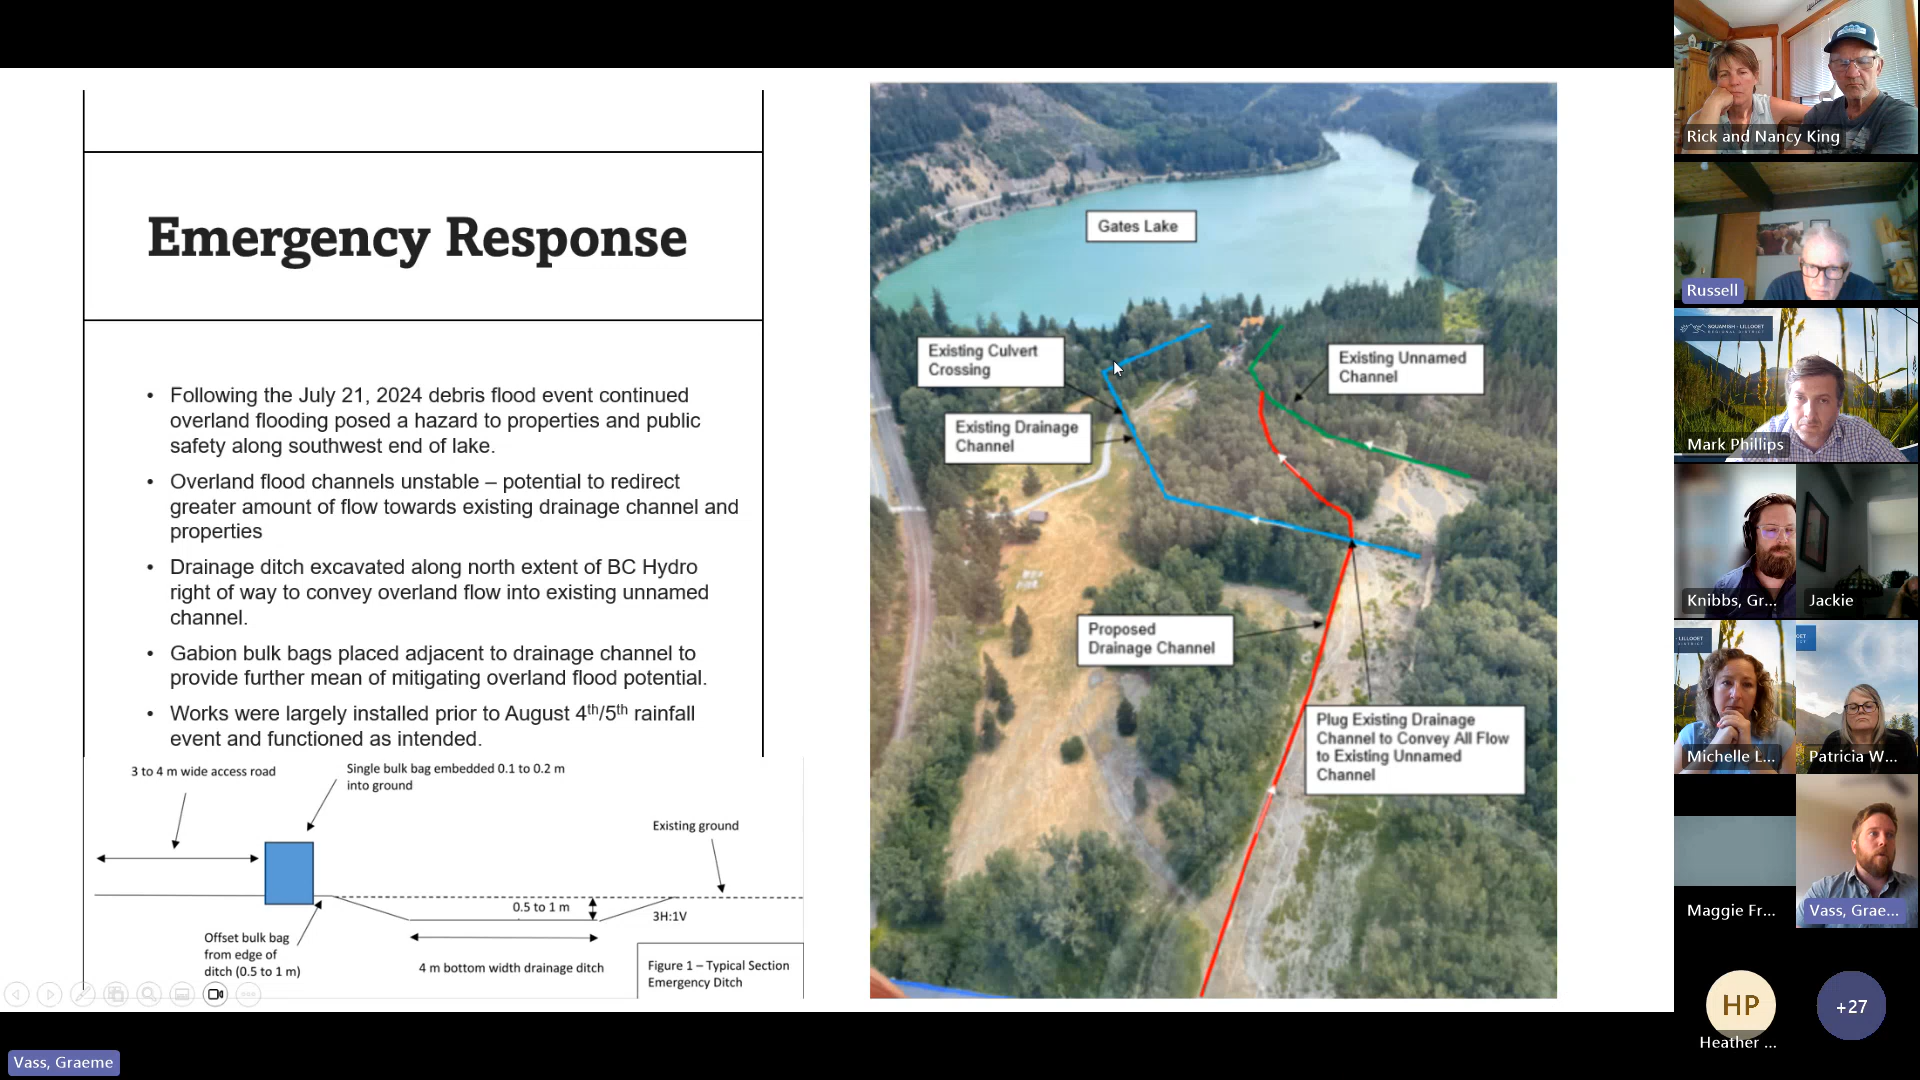 Emergency Response
• Following the July 21, 2024 debris flood event continued
overland flooding posed a hazard to properties and public
safety along southwest end of lake.
• Overland flood channels unstable – potential to redirect
greater amount of flow towards existing drainage channel and
properties
• Drainage ditch excavated along north extent of BC Hydro
right of way to convey overland flow into existing unnamed
channel.
• Gabion bulk bags placed adjacent to drainage channel to
provide further mean of mitigating overland flood potential.
• Works were largely installed prior to August 4th/5th rainfall
event and functioned as intended.
3 to 4 m wide access road
Single bulk bag embedded 0.1 to 0.2 m
into ground
Existing ground
0.5 to 1 m
3H:1V
Offset bulk bag
from edge of
ditch (0.5 to 1 m)
4 m bottom width drainage ditch
Figure 1 – Typical Section
Emergency Ditch
Gates Lake
Existing Culvert
Crossing
Existing Unnamed
Channel
Existing Drainage
Channel
Proposed
Drainage Channel
Plug Existing Drainage
Channel to Convey All Flow
to Existing Unnamed
Channel
Rick and Nancy King
Russell
SQUAMISH - LILLOOET
REGIONAL DISTRICT
Mark Phillips
Knibbs, Gr...
Jackie
Michelle L...
Patricia W...
Maggie Fr...
Vass, Grae...
HP
+27
Heather ...
Vass, Graeme